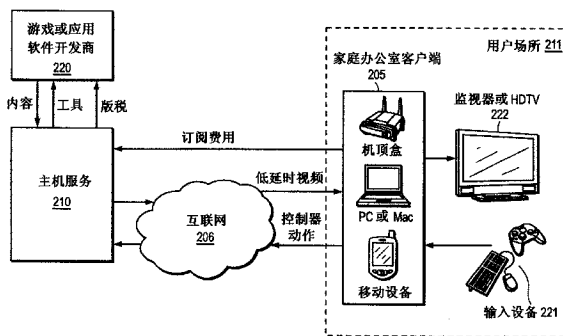 游戏或应用
软件开发商
220
内容
工具
版税
主机服务
210
订阅费用
低延时视频
互联网
206
控制器
动作
用户场所 211
家庭办公室客户端
205
机顶盒
PC 或 Mac
移动设备
监视器或 HDTV
222
输入设备 221